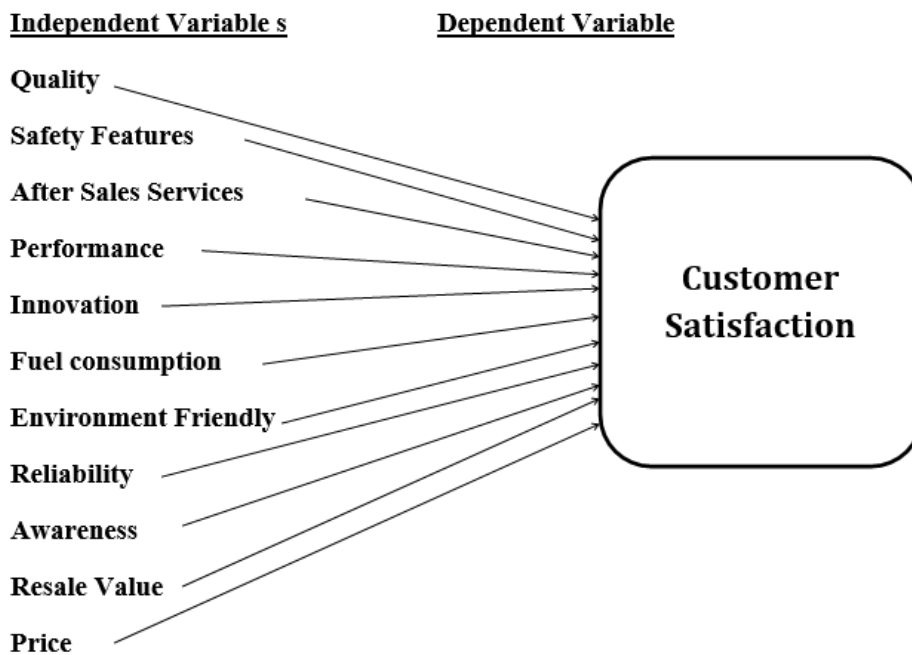 Independent Variable s
Dependent Variable
Quality
Safety Features
After Sales Services
Performance
Innovation
Fuel consumption
Environment Friendly
Reliability
Awareness
Resale Value
Price
Customer
Satisfaction